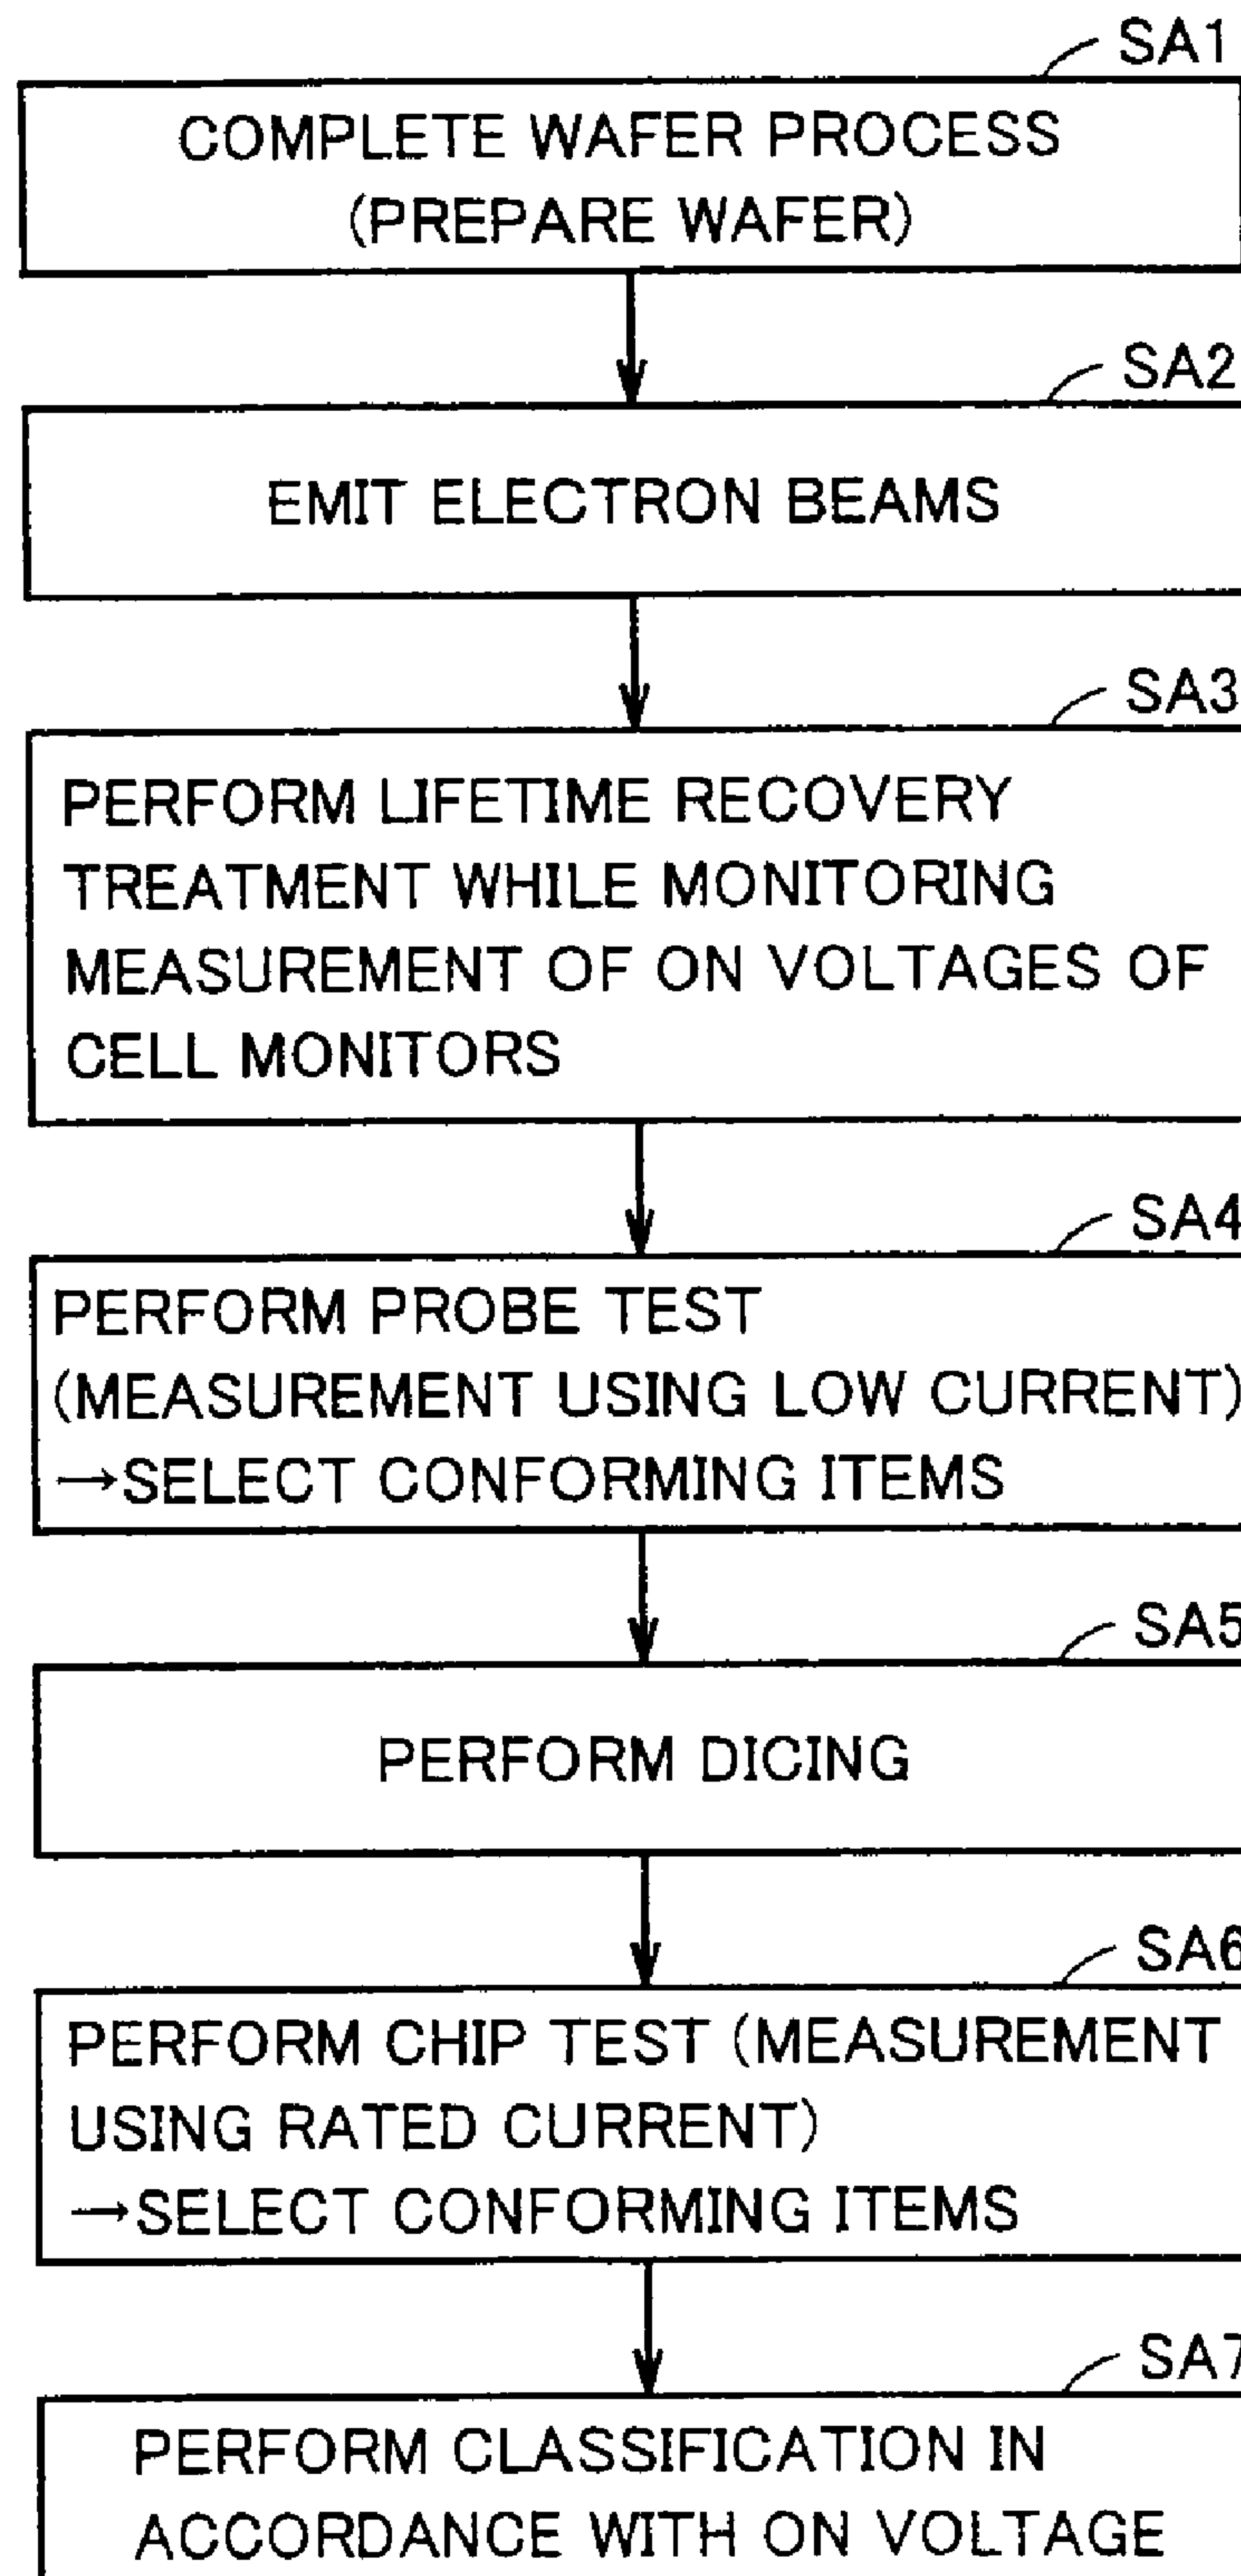 SA1
COMPLETE WAFER PROCESS
(PREPARE WAFER)
SA2
EMIT ELECTRON BEAMS
SA3
PERFORM LIFETIME RECOVERY
TREATMENT WHILE MONITORING
MEASUREMENT OF ON VOLTAGES OF
CELL MONITORS
SA4
PERFORM PROBE TEST
(MEASUREMENT USING LOW CURRENT)
→SELECT CONFORMING ITEMS
SA5
PERFORM DICING
SA6
PERFORM CHIP TEST (MEASUREMENT
USING RATED CURRENT)
→SELECT CONFORMING ITEMS
SA7
PERFORM CLASSIFICATION IN
ACCORDANCE WITH ON VOLTAGE